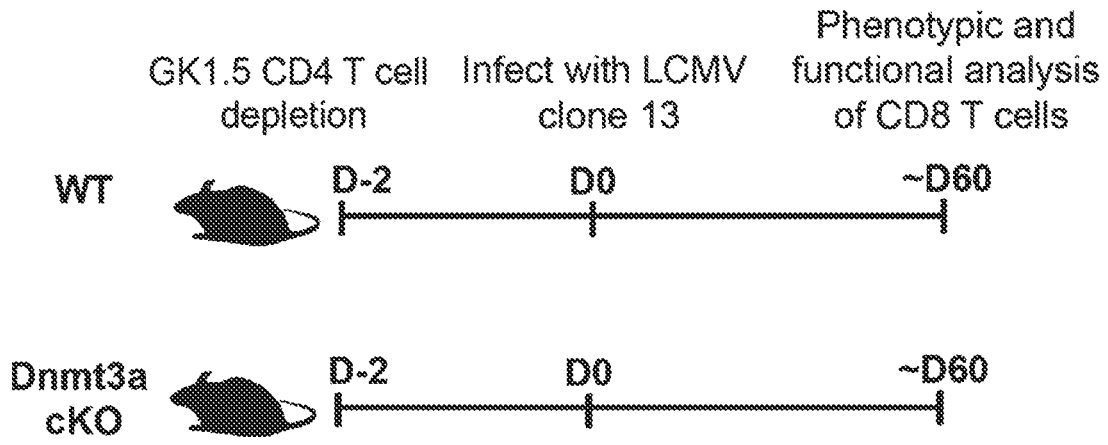 GK1.5 CD4 T cell
depletion
Infect with LCMV
clone 13
Phenotypic and
functional analysis
of CD8 T cells
WT
D-2
D0
~D60
Dnmt3a
cKO
D-2
D0
~D60